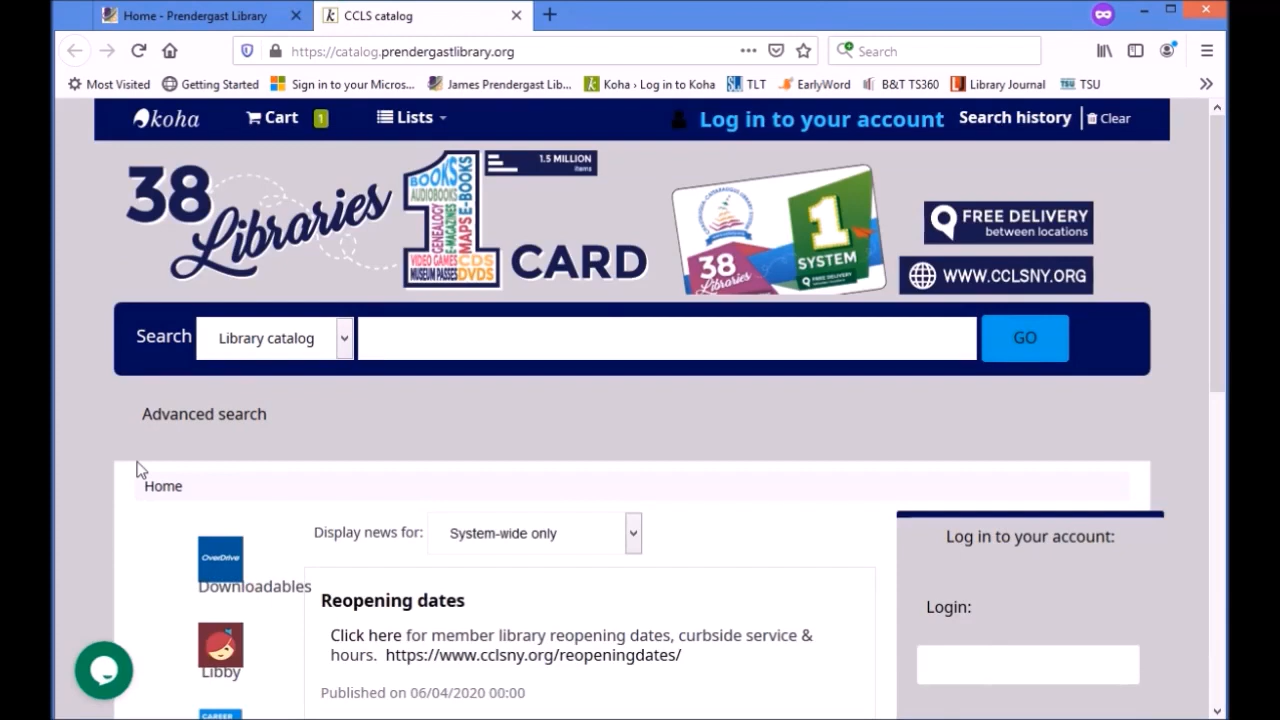 Home - Prendergast Library
CCLS catalog
https://catalog.prendergastlibrary.org
Search
Most Visited
Getting Started
Sign in to your Micros...
James Prendergast Lib...
Koha › Log in to Koha
TLT
EarlyWord
B&T TS360
Library Journal
TSU
koha
Cart 1
Lists
Log in to your account
Search history
Clear
38 Libraries
BOOKS
AUDIOBOOKS
GENEALOGY
E-MAGAZINES
MAPS E-BOOKS
VIDEO GAMES CDS
MUSEUM PASSES DVDS
1.5 MILLION
items
CARD
38
Libraries
1
SYSTEM
FREE DELIVERY
FREE DELIVERY
between locations
WWW.CCLSNY.ORG
Search Library catalog GO
Advanced search
Home
Display news for: System-wide only
OverDrive
Downloadables
Libby
CAREER
Reopening dates
Click here for member library reopening dates, curbside service &
hours. https://www.cclsny.org/reopeningdates/
Published on 06/04/2020 00:00
Log in to your account:
Login: